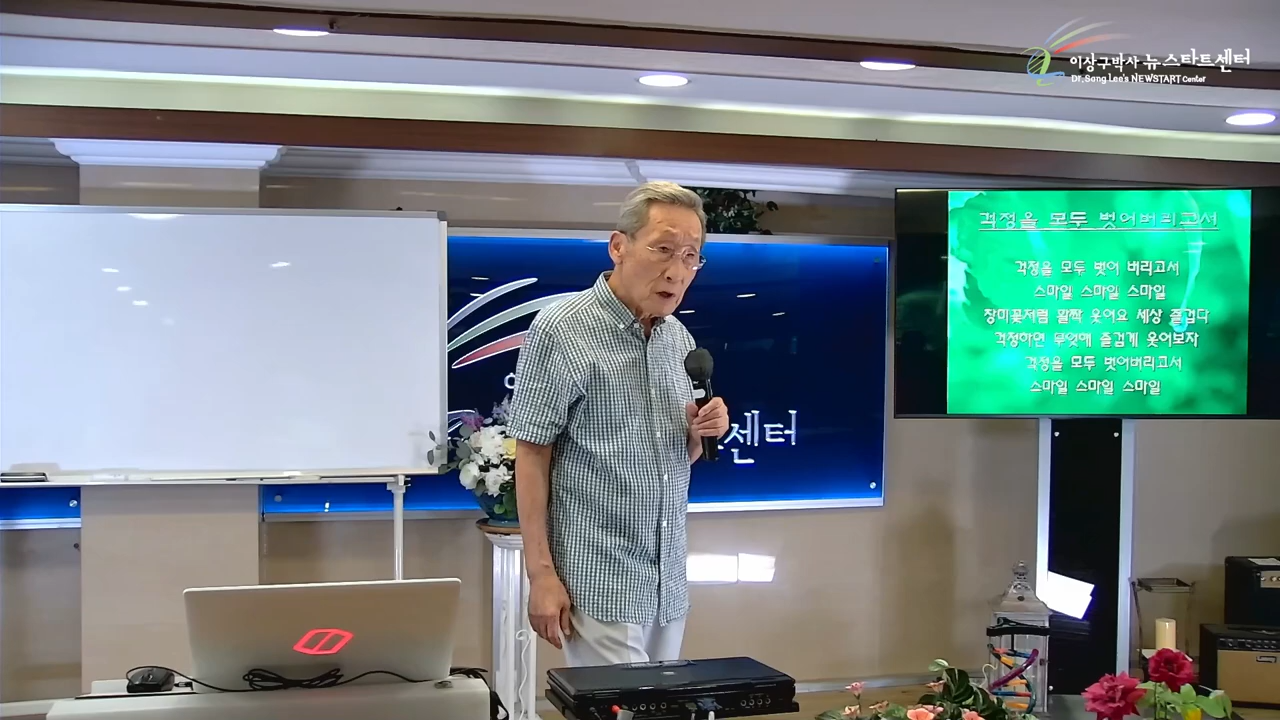 이상구박사 뉴스타트센터
Dr. Sang Lee's NEWSTART Center
걱정을 모두 벗어버리고서
걱정을 모두 벗어 버리고서
스마일 스마일 스마일
장미꽃처럼 활짝 웃어요 세상 즐겁다
걱정하면 무엇해 즐겁게 웃어보자
걱정을 모두 벗어버리고서
스마일 스마일 스마일
센터